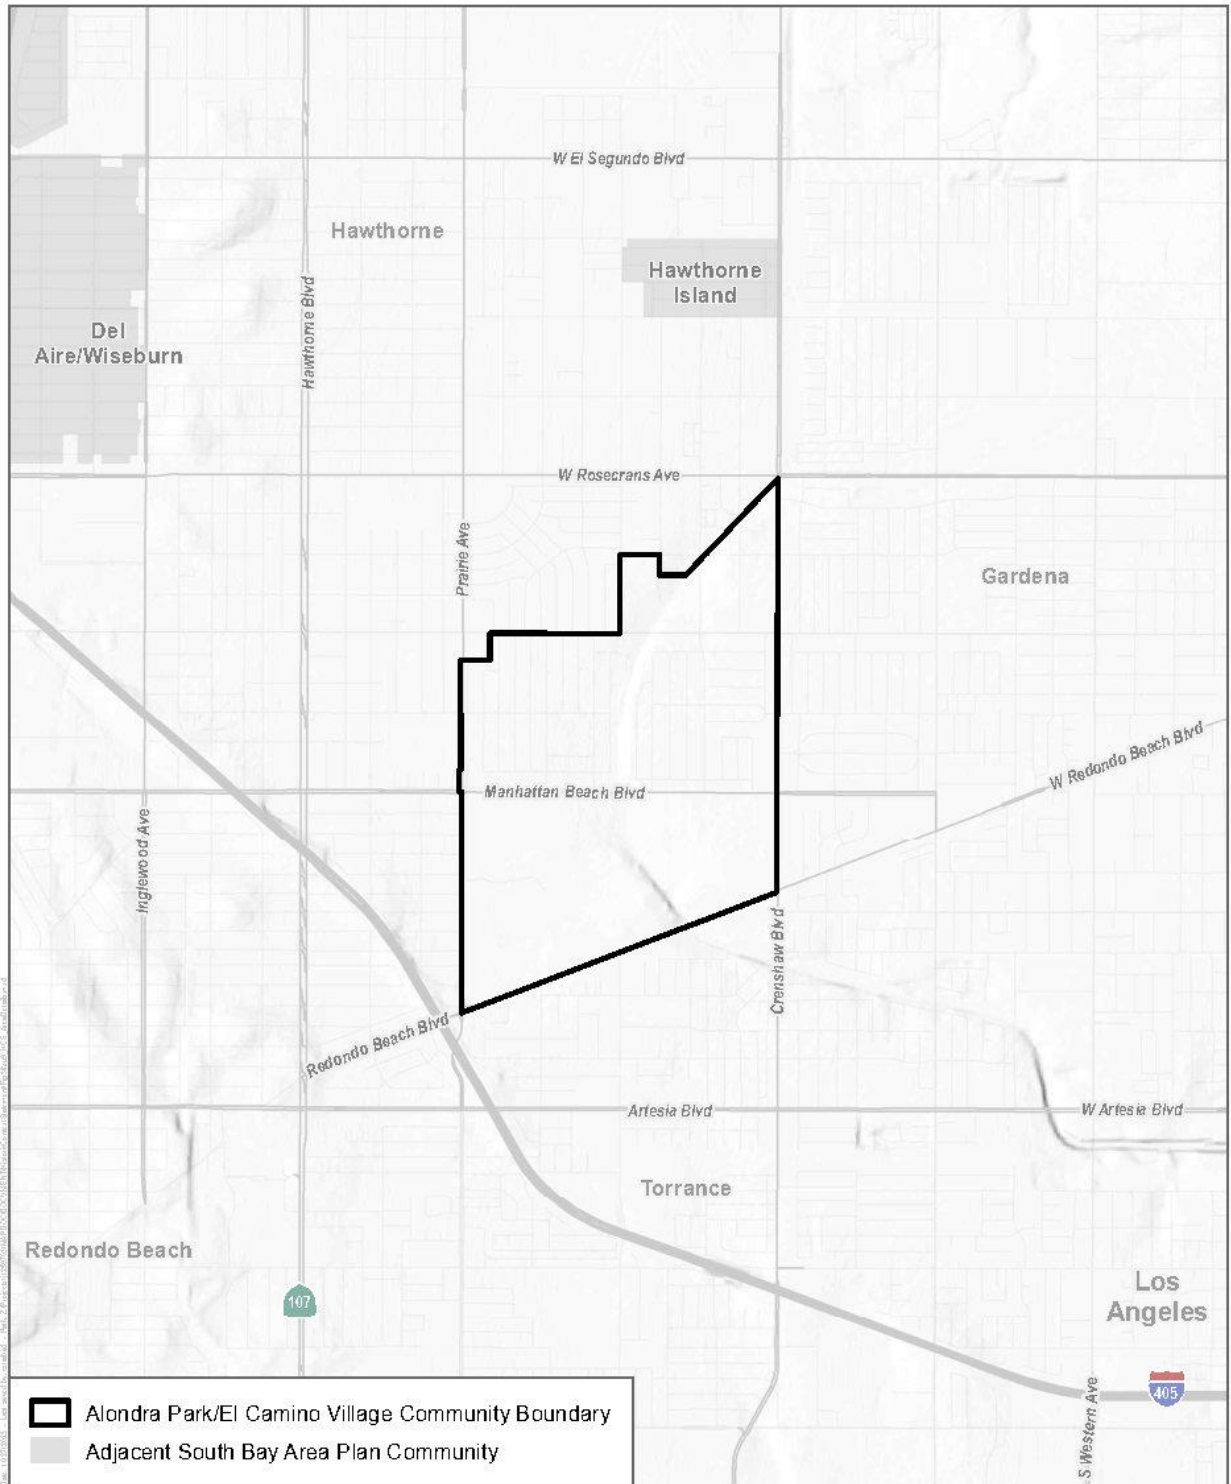 W El Segundo Blvd
Hawthorne
Hawthorne
Island
Hawthorne Blvd
Del
Aire/Wiseburn
W Rosecrans Ave
Prairie Ave
Gardena
W Redondo Beach Blvd
Manhattan Beach Blvd
Inglewood Ave
Crenshaw Blvd
Redondo Beach Blvd
Artesia Blvd
W Artesia Blvd
Torrance
Redondo Beach
107
Los
Angeles
405
S Western Ave
Alondra Park/El Camino Village Community Boundary
Adjacent South Bay Area Plan Community